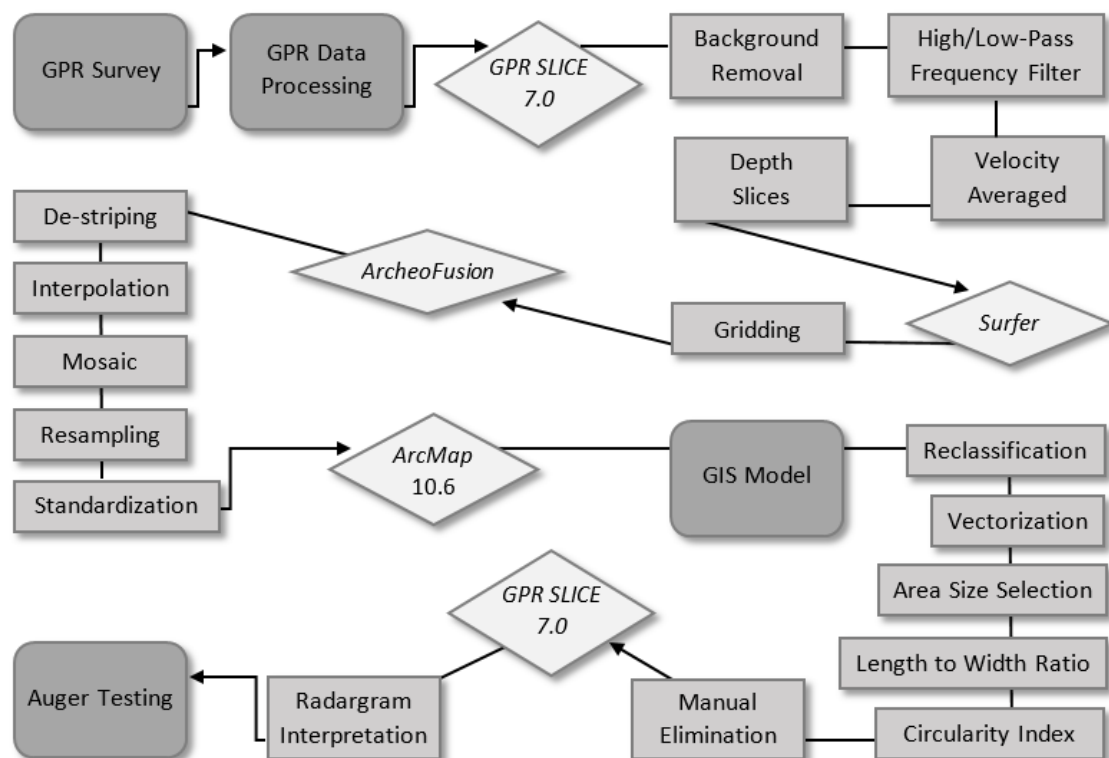 GPR Survey
GPR Data
Processing
GPR SLICE
7.0
Background
Removal
High/Low-Pass
Frequency Filter
Velocity
Averaged
Depth
Slices
Surfer
Gridding
ArcheoFusion
De-striping
Interpolation
Mosaic
Resampling
Standardization
ArcMap
10.6
GIS Model
Reclassification
Vectorization
Area Size Selection
Length to Width Ratio
Circularity Index
Manual
Elimination
GPR SLICE
7.0
Radargram
Interpretation
Auger Testing